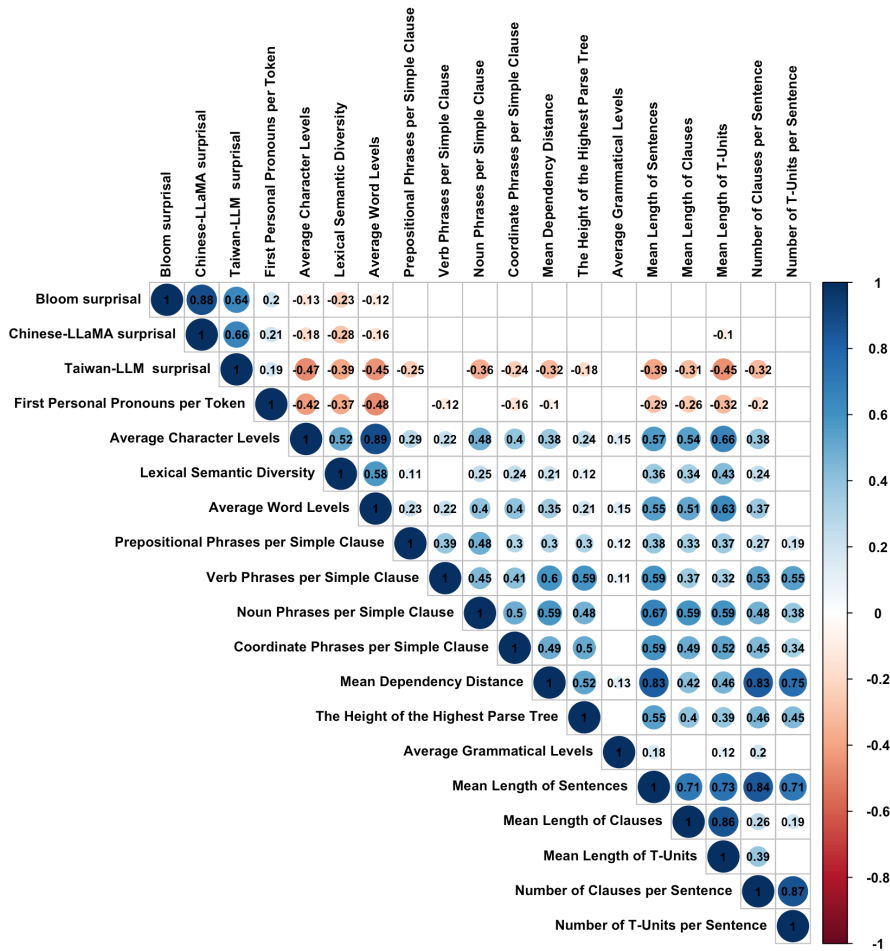 Bloom surprisal
Chinese-LLaMA surprisal
Taiwan-LLM surprisal
First Personal Pronouns per Token
Average Character Levels
Lexical Semantic Diversity
Average Word Levels
Prepositional Phrases per Simple Clause
Verb Phrases per Simple Clause
Noun Phrases per Simple Clause
Coordinate Phrases per Simple Clause
Mean Dependency Distance
The Height of the Highest Parse Tree
Average Grammatical Levels
Mean Length of Sentences
Mean Length of Clauses
Mean Length of T-Units
Number of Clauses per Sentence
Number of T-Units per Sentence
Bloom surprisal 1 0.88 0.64 0.2 -0.13 -0.23 -0.12
Chinese-LLaMA surprisal 1 0.66 0.21 -0.18 -0.28 -0.16 -0.1
Taiwan-LLM surprisal 1 0.19 -0.47 -0.39 -0.45 -0.25 -0.36 -0.24 -0.32 -0.18 -0.39 -0.31 -0.45 -0.32
First Personal Pronouns per Token 1 -0.42 -0.37 -0.48 -0.12 -0.16 -0.1 -0.29 -0.26 -0.32 -0.2
Average Character Levels 1 0.52 0.89 0.29 0.22 0.48 0.4 0.38 0.24 0.15 0.57 0.54 0.66 0.38
Lexical Semantic Diversity 1 0.58 0.11 0.25 0.24 0.21 0.12 0.36 0.34 0.43 0.24
Average Word Levels 1 0.23 0.22 0.4 0.4 0.35 0.21 0.15 0.55 0.51 0.63 0.37
Prepositional Phrases per Simple Clause 1 0.39 0.48 0.3 0.3 0.3 0.12 0.38 0.33 0.37 0.27 0.19
Verb Phrases per Simple Clause 1 0.45 0.41 0.6 0.59 0.11 0.59 0.37 0.32 0.53 0.55
Noun Phrases per Simple Clause 1 0.5 0.59 0.48 0.67 0.59 0.59 0.48 0.38
Coordinate Phrases per Simple Clause 1 0.49 0.5 0.59 0.49 0.52 0.45 0.34
Mean Dependency Distance 1 0.52 0.13 0.83 0.42 0.46 0.83 0.75
The Height of the Highest Parse Tree 1 0.55 0.4 0.39 0.46 0.45
Average Grammatical Levels 1 0.18 0.12 0.2
Mean Length of Sentences 1 0.71 0.73 0.84 0.71
Mean Length of Clauses 1 0.86 0.26 0.19
Mean Length of T-Units 1 0.39
Number of Clauses per Sentence 1 0.87
Number of T-Units per Sentence 1
1
0.8
0.6
0.4
0.2
0
-0.2
-0.4
-0.6
-0.8
-1